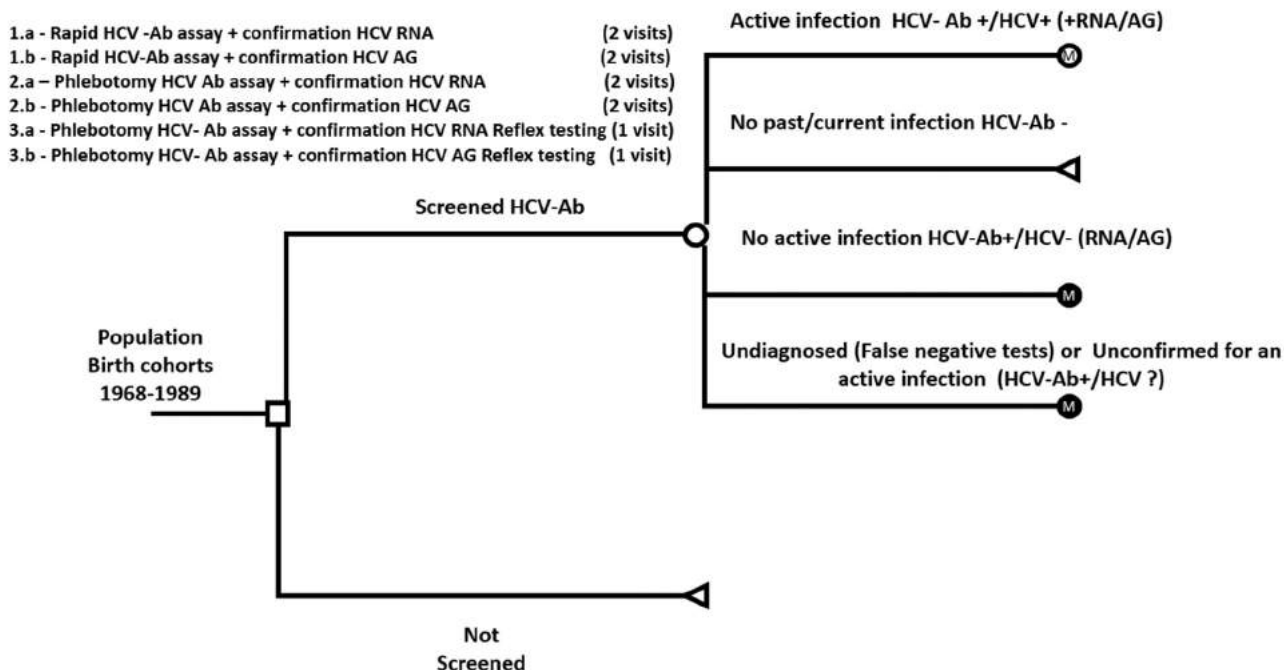 1.a - Rapid HCV -Ab assay + confirmation HCV RNA (2 visits)
1.b - Rapid HCV-Ab assay + confirmation HCV AG (2 visits)
2.a – Phlebotomy HCV Ab assay + confirmation HCV RNA (2 visits)
2.b - Phlebotomy HCV Ab assay + confirmation HCV AG (2 visits)
3.a - Phlebotomy HCV- Ab assay + confirmation HCV RNA Reflex testing (1 visit)
3.b - Phlebotomy HCV- Ab assay + confirmation HCV AG Reflex testing (1 visit)
Active infection HCV- Ab +/HCV+ (+RNA/AG)
M
No past/current infection HCV-Ab -
Screened HCV-Ab
No active infection HCV-Ab+/HCV- (RNA/AG)
M
Population
Birth cohorts
1968-1989
Undiagnosed (False negative tests) or Unconfirmed for an
active infection (HCV-Ab+/HCV ?)
M
Not
Screened